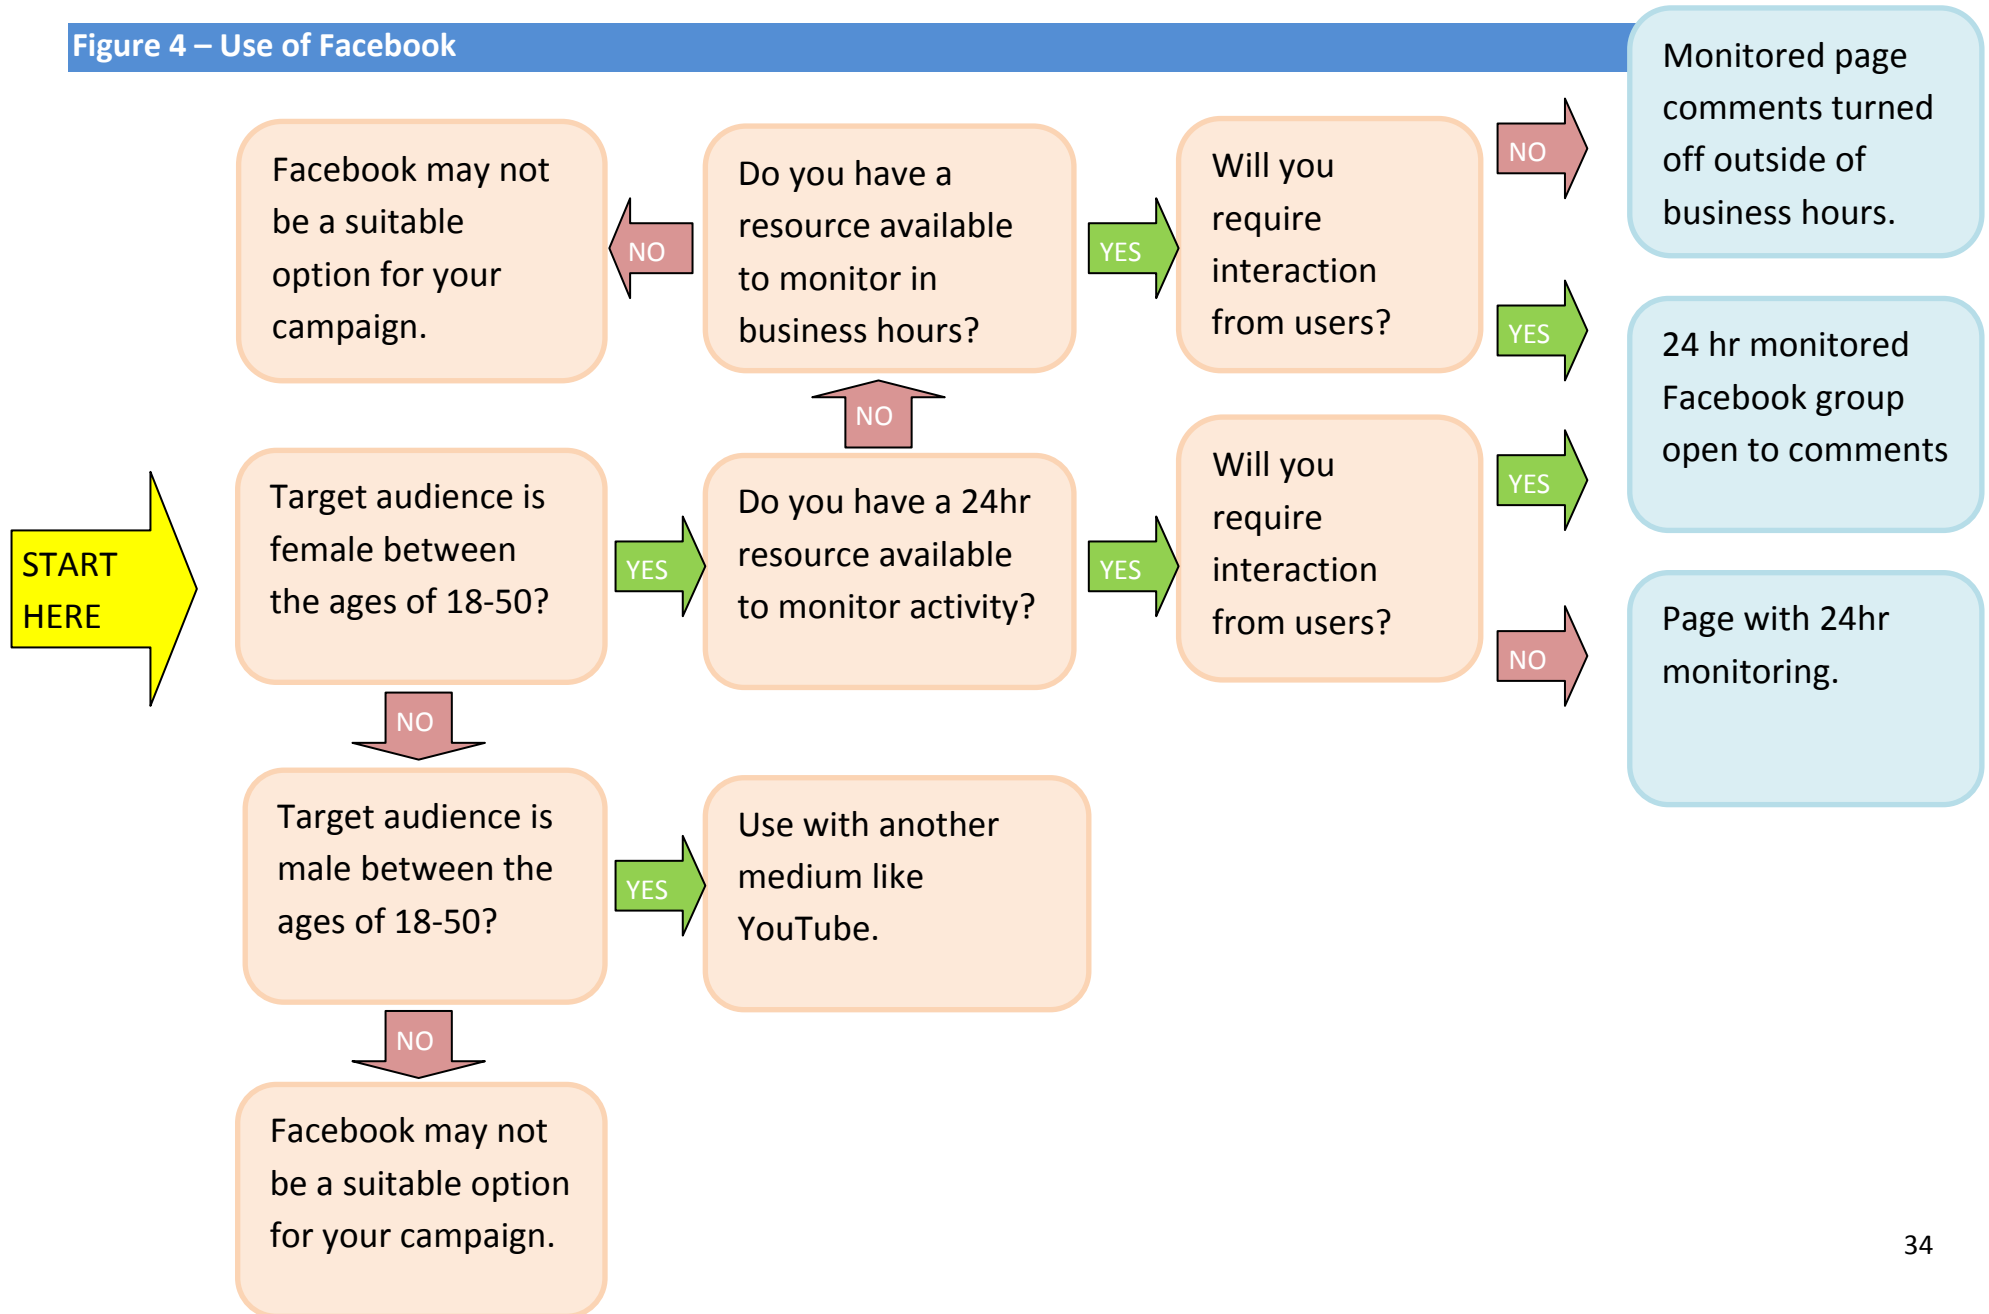 Figure 4 – Use of Facebook
Facebook may not
be a suitable
option for your
campaign.
NO
Do you have a
resource available
to monitor in
business hours?
YES
Will you
require
interaction
from users?
NO
Monitored page
comments turned
off outside of
business hours.
YES
24 hr monitored
Facebook group
open to comments
NO
START
HERE
Target audience is
female between
the ages of 18-50?
YES
Do you have a 24hr
resource available
to monitor activity?
YES
Will you
require
interaction
from users?
YES
NO
Page with 24hr
monitoring.
NO
Target audience is
male between the
ages of 18-50?
YES
Use with another
medium like
YouTube.
NO
Facebook may not
be a suitable option
for your campaign.
34